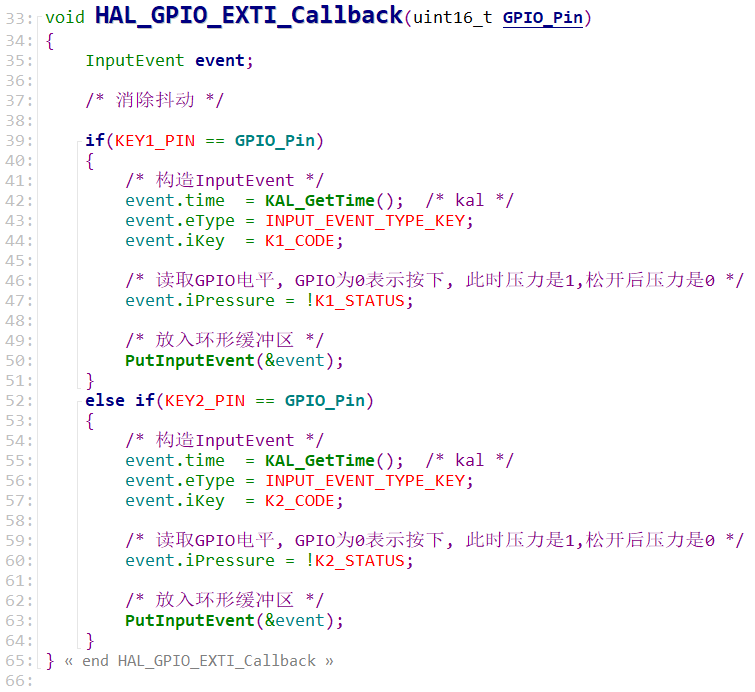 33: void HAL_GPIO_EXTI_Callback(uint16_t GPIO_Pin)
34: {
35:     InputEvent event;
36:
37:     /* 消除抖动 */
38:
39:     if(KEY1_PIN == GPIO_Pin)
40:     {
41:         /* 构造InputEvent */
42:         event.time  = KAL_GetTime();  /* kal */
43:         event.eType = INPUT_EVENT_TYPE_KEY;
44:         event.iKey  = K1_CODE;
45:
46:         /* 读取GPIO电平, GPIO为0表示按下, 此时压力是1,松开后压力是0 */
47:         event.iPressure = !K1_STATUS;
48:
49:         /* 放入环形缓冲区 */
50:         PutInputEvent(&event);
51:     }
52:     else if(KEY2_PIN == GPIO_Pin)
53:     {
54:         /* 构造InputEvent */
55:         event.time  = KAL_GetTime();  /* kal */
56:         event.eType = INPUT_EVENT_TYPE_KEY;
57:         event.iKey  = K2_CODE;
58:
59:         /* 读取GPIO电平, GPIO为0表示按下, 此时压力是1,松开后压力是0 */
60:         event.iPressure = !K2_STATUS;
61:
62:         /* 放入环形缓冲区 */
63:         PutInputEvent(&event);
64:     }
65: } « end HAL_GPIO_EXTI_Callback »
66: